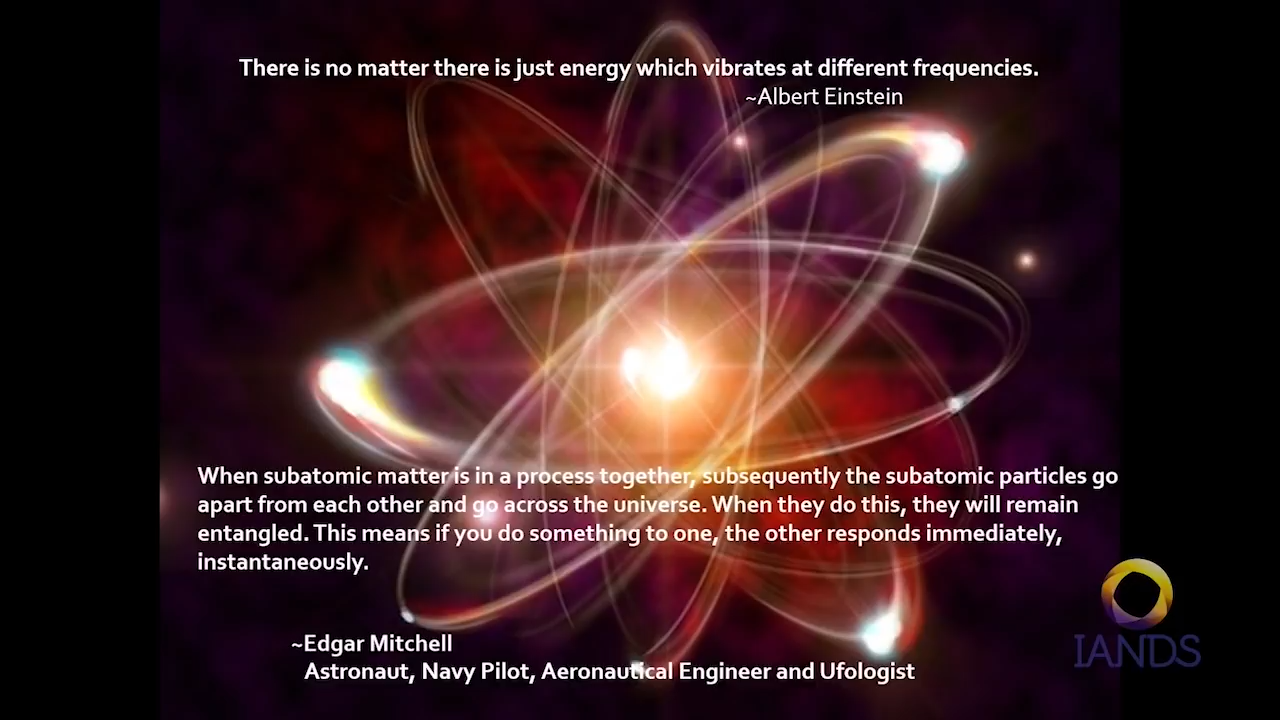 There is no matter there is just energy which vibrates at different frequencies.
~Albert Einstein
When subatomic matter is in a process together, subsequently the subatomic particles go
apart from each other and go across the universe. When they do this, they will remain
entangled. This means if you do something to one, the other responds immediately,
instantaneously.
~Edgar Mitchell
Astronaut, Navy Pilot, Aeronautical Engineer and Ufologist
IANDS